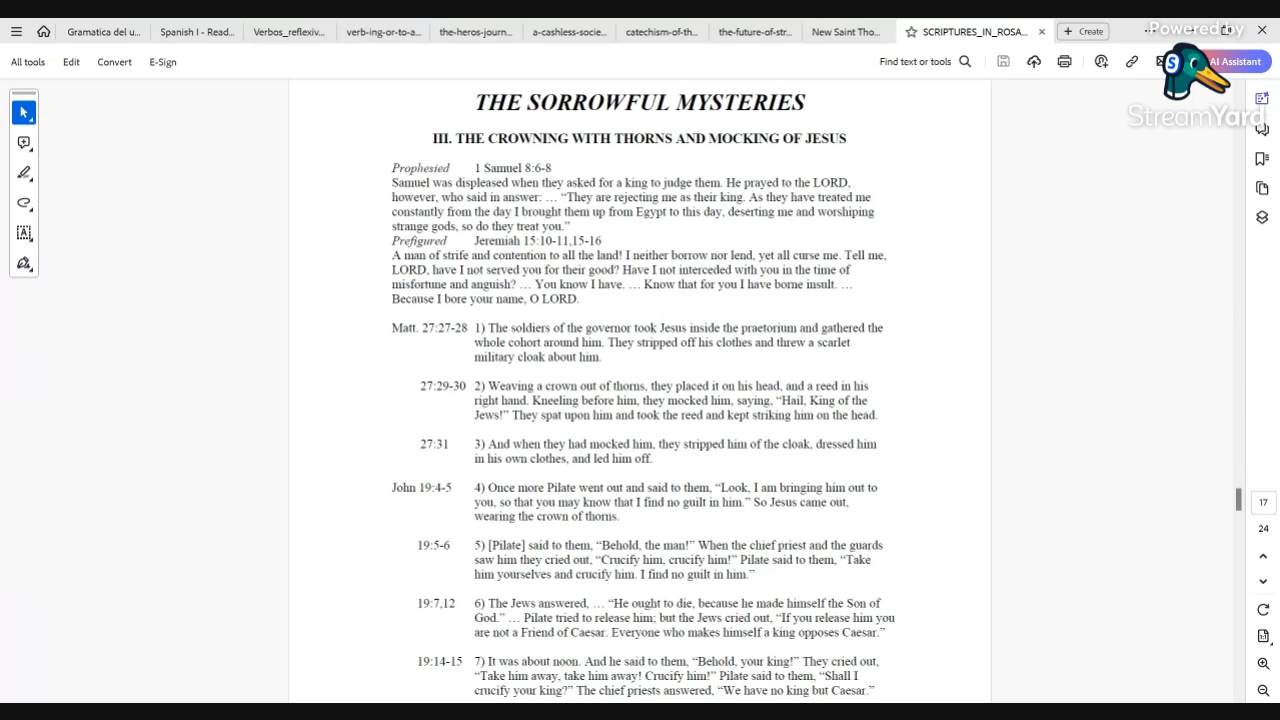 Gramatica del u...
Spanish I - Read...
Verbos_reflexiv...
verb-ing-or-to-a...
the-heros-journ...
a-cashless-socie...
catechism-of-th...
the-future-of-str...
New Saint Tho...
SCRIPTURES_IN_ROSA...
Create
Powered by
All tools Edit Convert E-Sign
Find text or tools
AI Assistant
StreamYard
THE SORROWFUL MYSTERIES
III. THE CROWNING WITH THORNS AND MOCKING OF JESUS
Prophesied 1 Samuel 8:6-8
Samuel was displeased when they asked for a king to judge them. He prayed to the LORD,
however, who said in answer: … “They are rejecting me as their king. As they have treated me
constantly from the day I brought them up from Egypt to this day, deserting me and worshiping
strange gods, so do they treat you.”
Prefigured Jeremiah 15:10-11,15-16
A man of strife and contention to all the land! I neither borrow nor lend, yet all curse me. Tell me,
LORD, have I not served you for their good? Have I not interceded with you in the time of
misfortune and anguish? … You know I have. … Know that for you I have borne insult. …
Because I bore your name, O LORD.
Matt. 27:27-28 1) The soldiers of the governor took Jesus inside the praetorium and gathered the
whole cohort around him. They stripped off his clothes and threw a scarlet
military cloak about him.
27:29-30 2) Weaving a crown out of thorns, they placed it on his head, and a reed in his
right hand. Kneeling before him, they mocked him, saying, “Hail, King of the
Jews!” They spat upon him and took the reed and kept striking him on the head.
27:31 3) And when they had mocked him, they stripped him of the cloak, dressed him
in his own clothes, and led him off.
John 19:4-5 4) Once more Pilate went out and said to them, “Look, I am bringing him out to
you, so that you may know that I find no guilt in him.” So Jesus came out,
wearing the crown of thorns.
19:5-6 5) [Pilate] said to them, “Behold, the man!” When the chief priest and the guards
saw him they cried out, “Crucify him, crucify him!” Pilate said to them, “Take
him yourselves and crucify him. I find no guilt in him.”
19:7,12 6) The Jews answered, … “He ought to die, because he made himself the Son of
God.” … Pilate tried to release him; but the Jews cried out, “If you release him you
are not a Friend of Caesar. Everyone who makes himself a king opposes Caesar.”
19:14-15 7) It was about noon. And he said to them, “Behold, your king!” They cried out,
“Take him away, take him away! Crucify him!” Pilate said to them, “Shall I
crucify your king?” The chief priests answered, “We have no king but Caesar.”
17
24